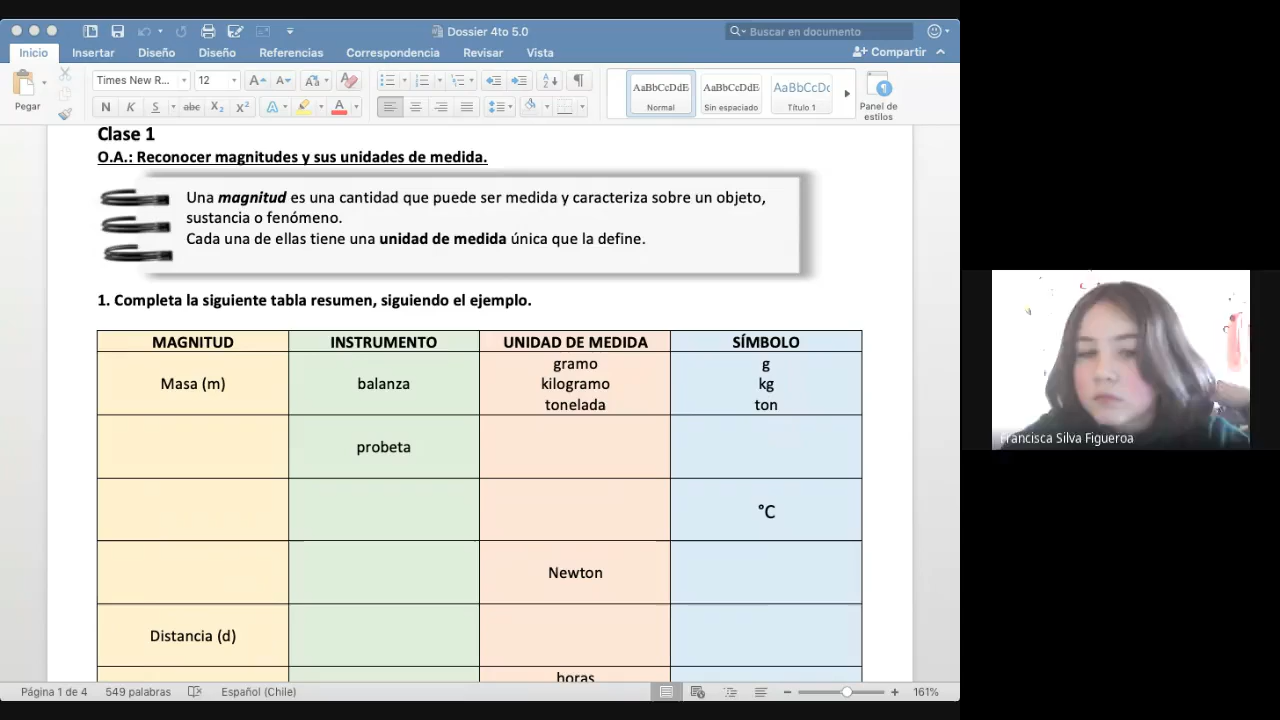 Dossier 4to 5.0
Buscar en documento
Inicio Insertar Diseño Diseño Referencias Correspondencia Revisar Vista
Compartir
Pegar
Times New R... 12
N K S abc X₂ X² A A
AaBbCcDdE AaBbCcDdE AaBbCcDc
Normal Sin espaciado Título 1
Panel de estilos
Clase 1
O.A.: Reconocer magnitudes y sus unidades de medida.
Una magnitud es una cantidad que puede ser medida y caracteriza sobre un objeto,
sustancia o fenómeno.
Cada una de ellas tiene una unidad de medida única que la define.
1. Completa la siguiente tabla resumen, siguiendo el ejemplo.
MAGNITUD INSTRUMENTO UNIDAD DE MEDIDA SÍMBOLO
gramo g
Masa (m) balanza kilogramo kg
tonelada ton
probeta
°C
Newton
Distancia (d)
horas
Francisca Silva Figueroa
Página 1 de 4 549 palabras Español (Chile) 161%